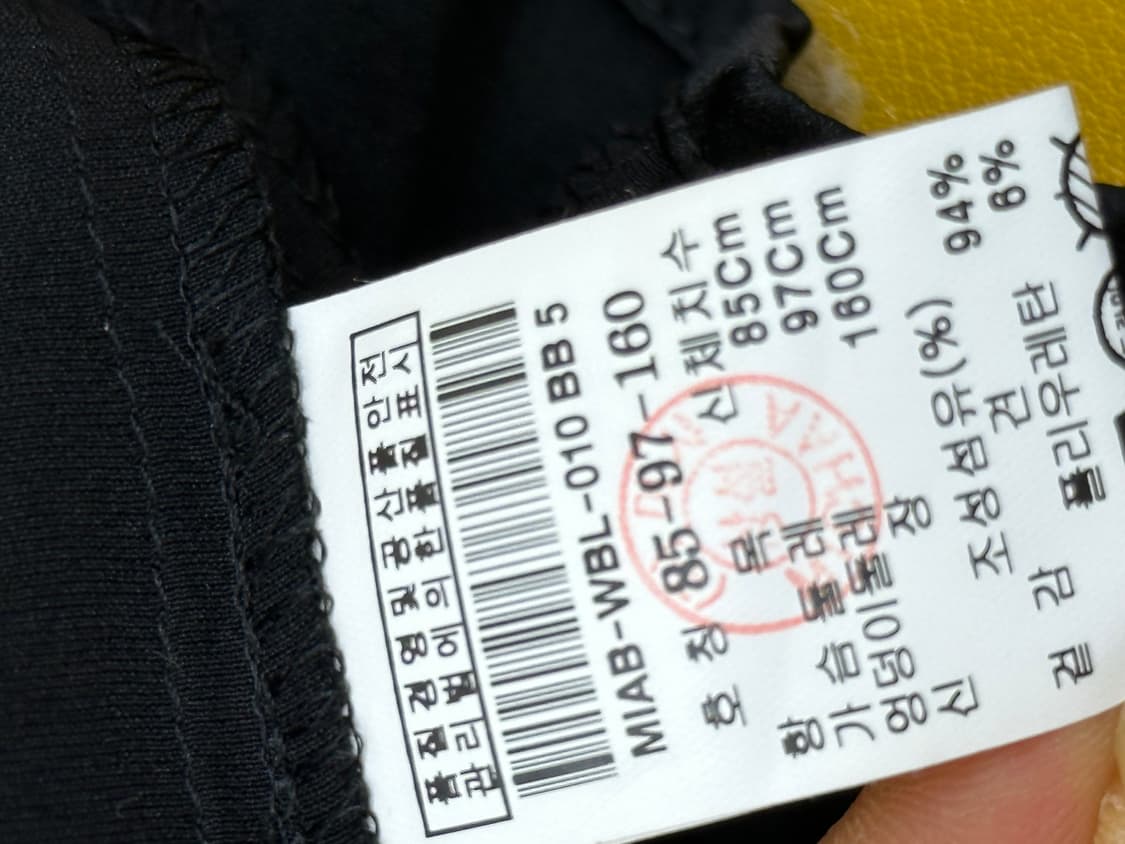 품질경영 및 공산품 안전
관리법에 의한 품질표시
MIAB-WBL-010 BB 5
호 칭 85-97-160
항 목 신체치수
가 슴 둘 레 85Cm
엉덩이둘레 97Cm
신 장 160Cm
조성섬유(%)
겉 감 견 94%
폴리우레탄 6%